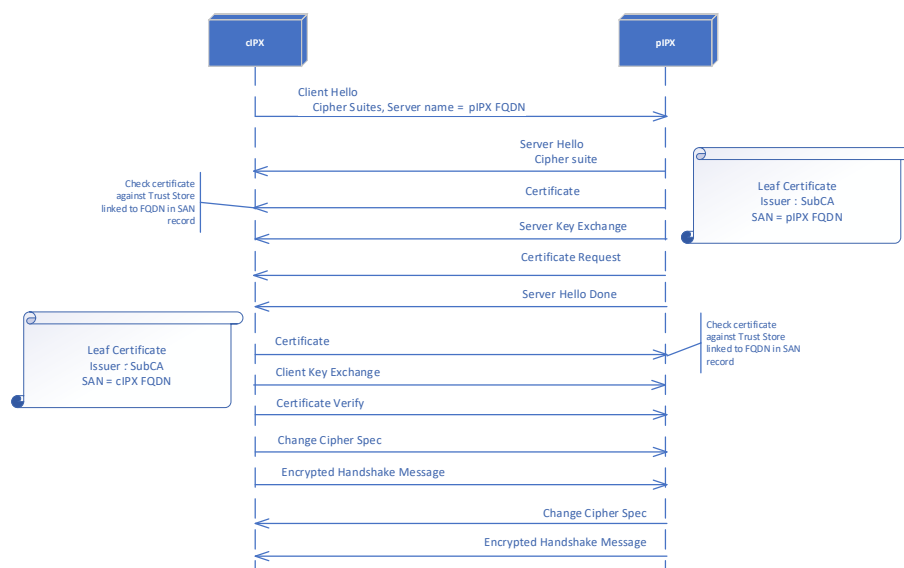 cIPX
pIPX
Client Hello
Cipher Suites, Server name = pIPX FQDN
Server Hello
Cipher suite
Check certificate
against Trust Store
linked to FQDN in SAN
record
Certificate
Leaf Certificate
Issuer : SubCA
SAN = pIPX FQDN
Server Key Exchange
Certificate Request
Server Hello Done
Leaf Certificate
Issuer : SubCA
SAN = cIPX FQDN
Certificate
Check certificate
against Trust Store
linked to FQDN in SAN
record
Client Key Exchange
Certificate Verify
Change Cipher Spec
Encrypted Handshake Message
Change Cipher Spec
Encrypted Handshake Message